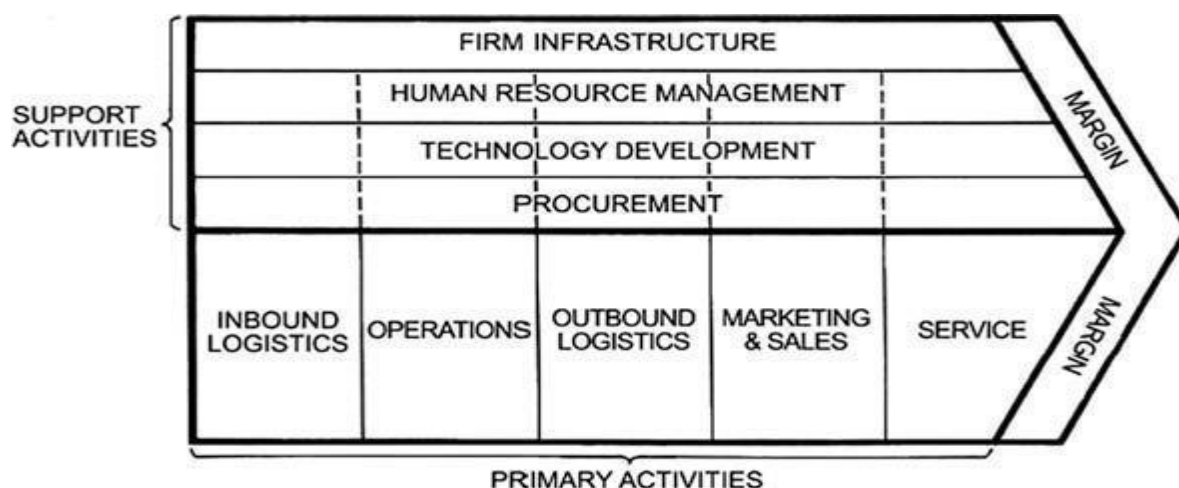 FIRM INFRASTRUCTURE
HUMAN RESOURCE MANAGEMENT
SUPPORT
ACTIVITIES
TECHNOLOGY DEVELOPMENT
PROCUREMENT
MARGIN
INBOUND
LOGISTICS
OPERATIONS
OUTBOUND
LOGISTICS
MARKETING
& SALES
SERVICE
MARGIN
PRIMARY ACTIVITIES